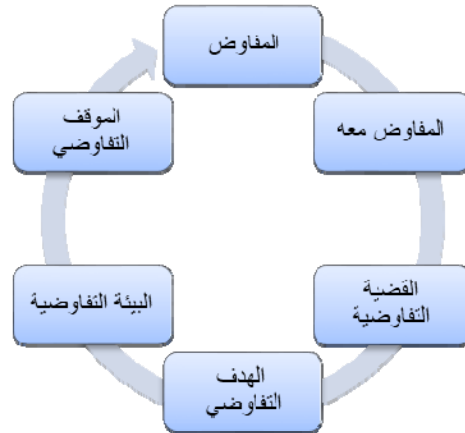 المفاوض
المفاوض معه
القضية
التفاوضية
الهدف
التفاوضي
البيئة التفاوضية
الموقف
التفاوضي